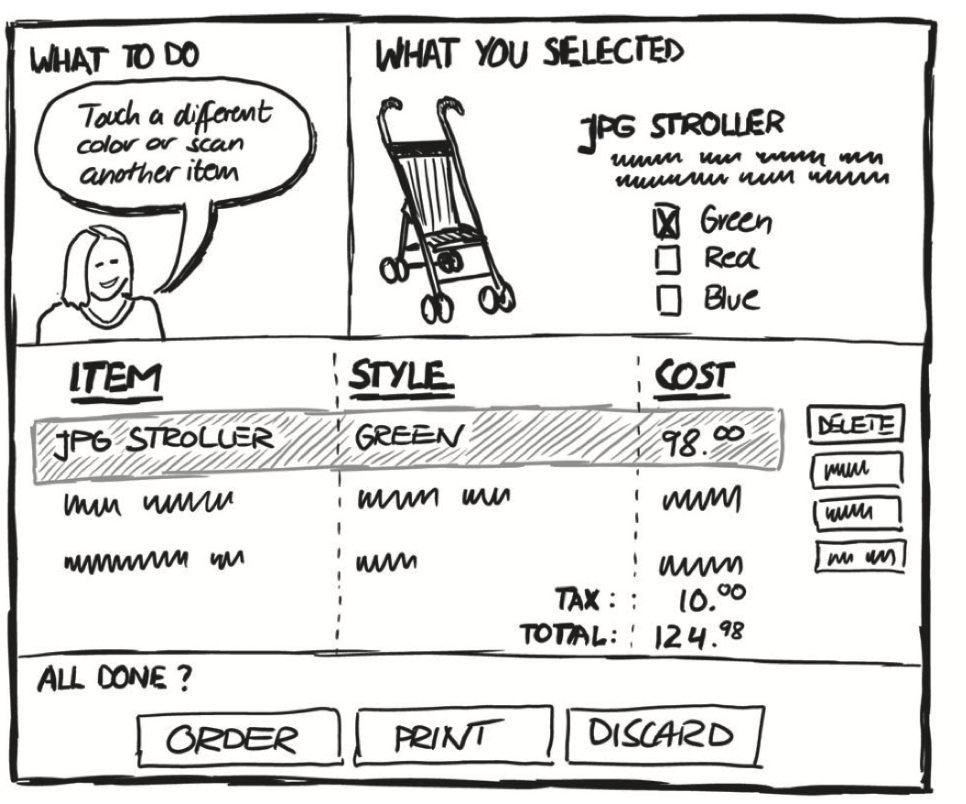 WHAT TO DO
Touch a different
color or scan
another item
WHAT YOU SELECTED
JPG STROLLER
Green
Red
Blue
ITEM STYLE COST
JPG STROLLER GREEN 98.00
DELETE
TAX: : 10.00
TOTAL: 124.98
ALL DONE?
ORDER PRINT DISCARD